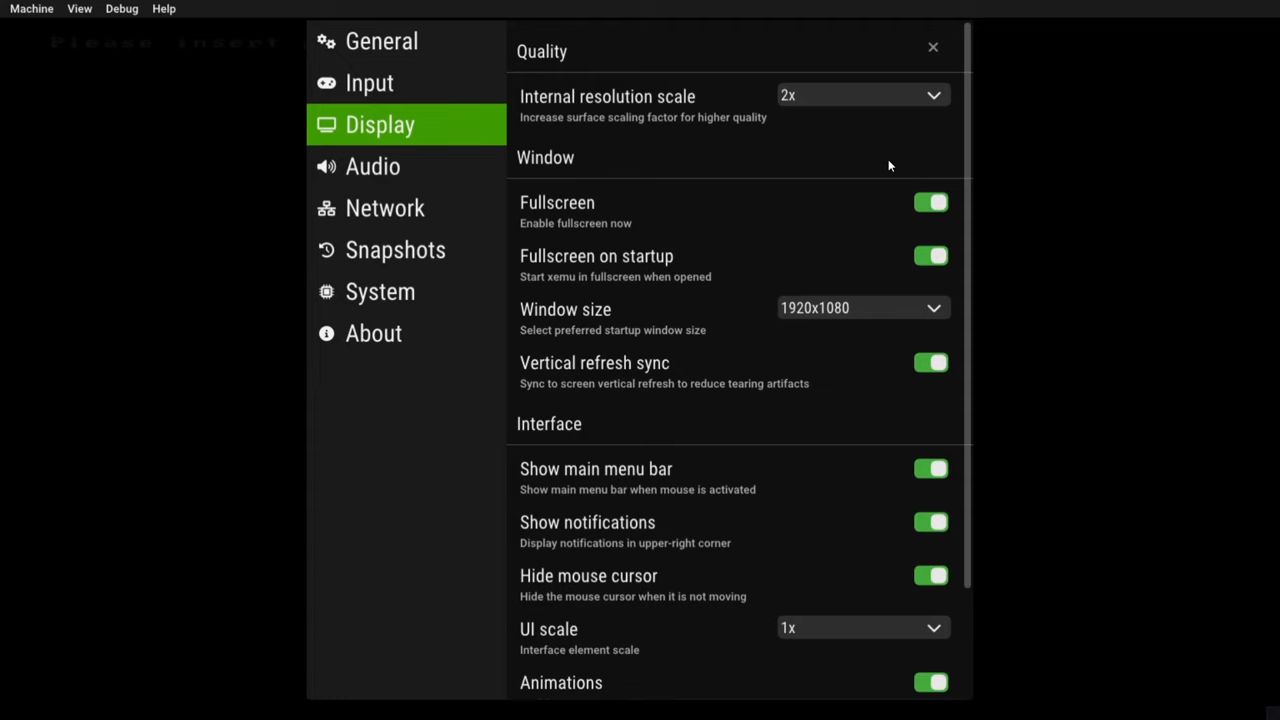 Machine View Debug Help
Please insert
General
Input
Display
Audio
Network
Snapshots
System
About
Quality
Internal resolution scale 2x
Increase surface scaling factor for higher quality
Window
Fullscreen
Enable fullscreen now
Fullscreen on startup
Start xemu in fullscreen when opened
Window size 1920x1080
Select preferred startup window size
Vertical refresh sync
Sync to screen vertical refresh to reduce tearing artifacts
Interface
Show main menu bar
Show main menu bar when mouse is activated
Show notifications
Display notifications in upper-right corner
Hide mouse cursor
Hide the mouse cursor when it is not moving
UI scale 1x
Interface element scale
Animations